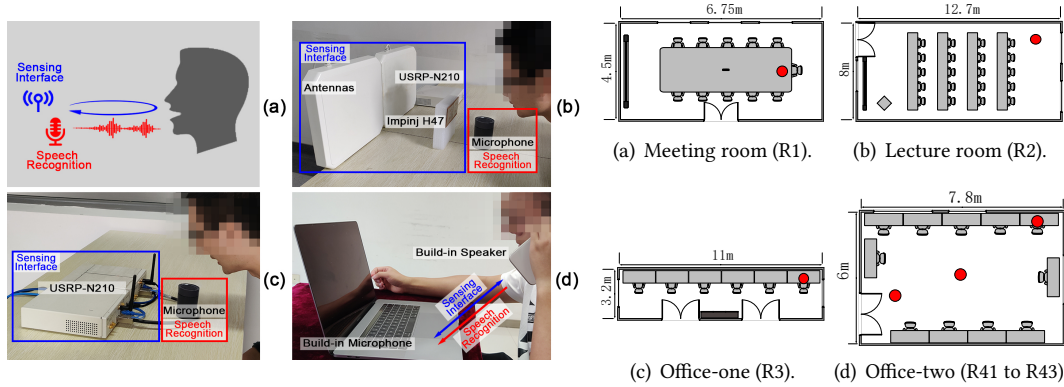 Sensing
Interface
Speech
Recognition
(a)
Sensing
Interface
Antennas
USRP-N210
Impinj H47
Microphone
Speech
Recognition
(b)
Sensing
Interface
USRP-N210
Microphone
Speech
Recognition
(c)
Build-in Speaker
Sensing
Interface
Speech
Recognition
Build-in Microphone
(d)
6.75m
4.5m
(a) Meeting room (R1).
12.7m
8m
(b) Lecture room (R2).
11m
3.2m
(c) Office-one (R3).
7.8m
6m
(d) Office-two (R41 to R43)